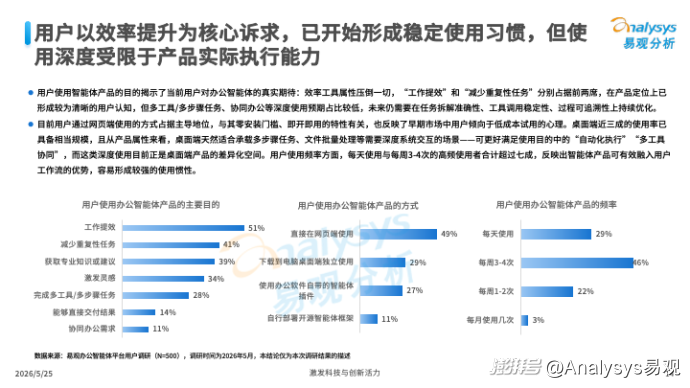 用户以效率提升为核心诉求，已开始形成稳定使用习惯，但使
用深度受限于产品实际执行能力
analysys
易观分析
用户使用智能体产品的目的揭示了当前用户对办公智能体的真实期待：效率工具属性压倒一切，“工作提效”和“减少重复性任务”分别占据前两席，在产品定位上已
形成较为清晰的用户认知，但多工具/多步骤任务、协同办公等深度使用预期占比较低，未来仍需要在任务拆解准确性、工具调用稳定性、过程可追溯性上持续优化。
目前用户通过网页端使用的方式占据主导地位，与其零安装门槛、即开即用的特性有关，也反映了早期市场中用户倾向于低成本试用的心理。桌面端近三成的使用率已
具备相当规模，且从产品属性来看，桌面端天然适合承载多步骤任务、文件批量处理等需要深度系统交互的场景——可更好满足使用目的中的“自动化执行”“多工具
协同”，而这类深度使用目前正是桌面端产品的差异化空间。用户使用频率方面，每天使用与每周3-4次的高频使用者合计超过七成，反映出智能体产品可有效融入用户
工作流的优势，容易形成较强的使用惯性。
用户使用办公智能体产品的主要目的
工作提效 51%
减少重复性任务 41%
获取专业知识或建议 39%
激发灵感 34%
完成多工具/多步骤任务 28%
能够直接交付结果 14%
协同办公需求 11%
用户使用办公智能体产品的方式
直接在网页端使用 49%
下载到电脑桌面端独立使用 29%
使用办公软件自带的智能体
插件 27%
自行部署开源智能体框架 11%
用户使用办公智能体产品的频率
每天使用 29%
每周3-4次 46%
每周1-2次 22%
每月使用几次 3%
analysys
易观分析
数据来源：易观办公智能体平台用户调研（N=500），调研时间为2026年5月，本结论仅为本次调研结果的描述
2026/5/25
激发科技与创新活力
澎湃号 @Analysys易观